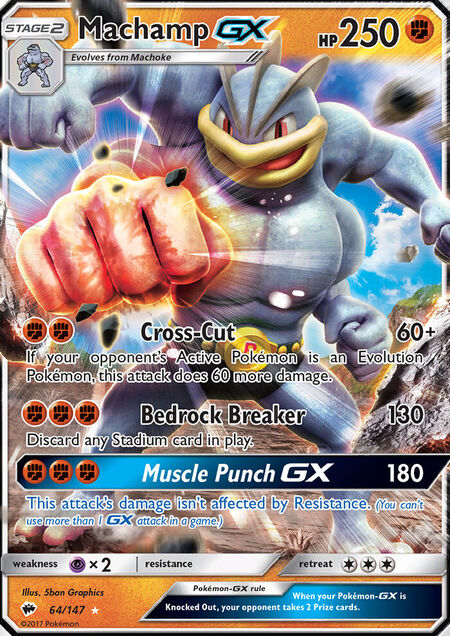 STAGE2 Machamp GX HP250
Evolves from Machoke
Cross-Cut 60+
If your opponent's Active Pokémon is an Evolution
Pokémon, this attack does 60 more damage.
Bedrock Breaker 130
Discard any Stadium card in play.
Muscle Punch GX 180
This attack's damage isn't affected by Resistance. (You can't
use more than 1 GX attack in a game.)
weakness ×2 resistance retreat
Illus. 5ban Graphics
Pokémon-GX rule
When your Pokémon-GX is
Knocked Out, your opponent takes 2 Prize cards.
64/147
©2017 Pokémon